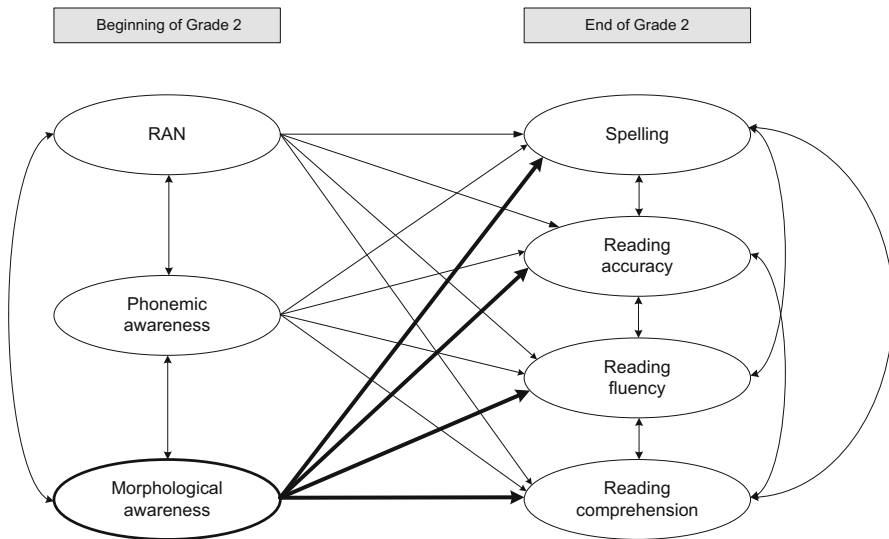 Beginning of Grade 2
End of Grade 2
RAN
Spelling
Reading
accuracy
Phonemic
awareness
Reading
fluency
Morphological
awareness
Reading
comprehension